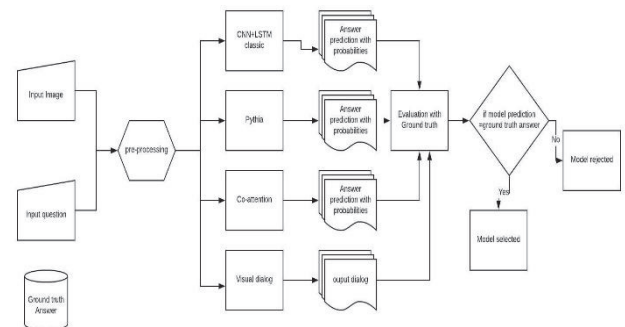 Input Image
Input question
Ground truth
Answer
pre-processing
CNN+LSTM
classic
Pythia
Co-attention
Visual dialog
Answer
prediction with
probabilities
Answer
prediction with
probabilities
Answer
prediction with
probabilities
ouput dialog
Evaluation with
Ground truth
if model prediction
=ground truth answer
No
Model rejected
Yes
Model selected